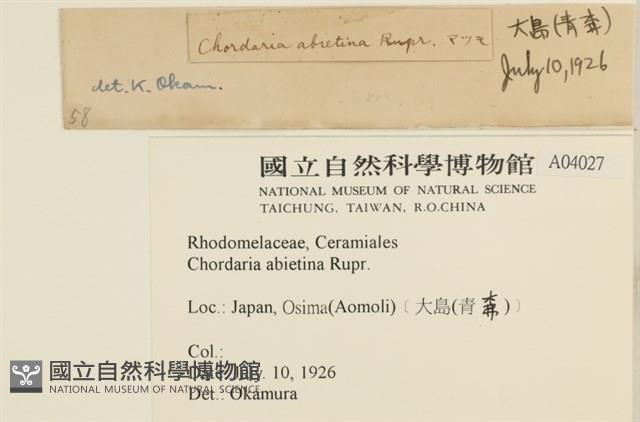 Chordaria abietina Rupr. マツモ
大島(青森)
July 10, 1926
det. K. Okam.
58
國立自然科學博物館
A04027
NATIONAL MUSEUM OF NATURAL SCIENCE
TAICHUNG, TAIWAN, R.O.CHINA
Rhodomelaceae, Ceramiales
Chordaria abietina Rupr.
Loc.: Japan, Osima(Aomoli)〔大島(青森)〕
Col.:
Date: July. 10, 1926
Det.: Okamura
國立自然科學博物館
NATIONAL MUSEUM OF NATURAL SCIENCE